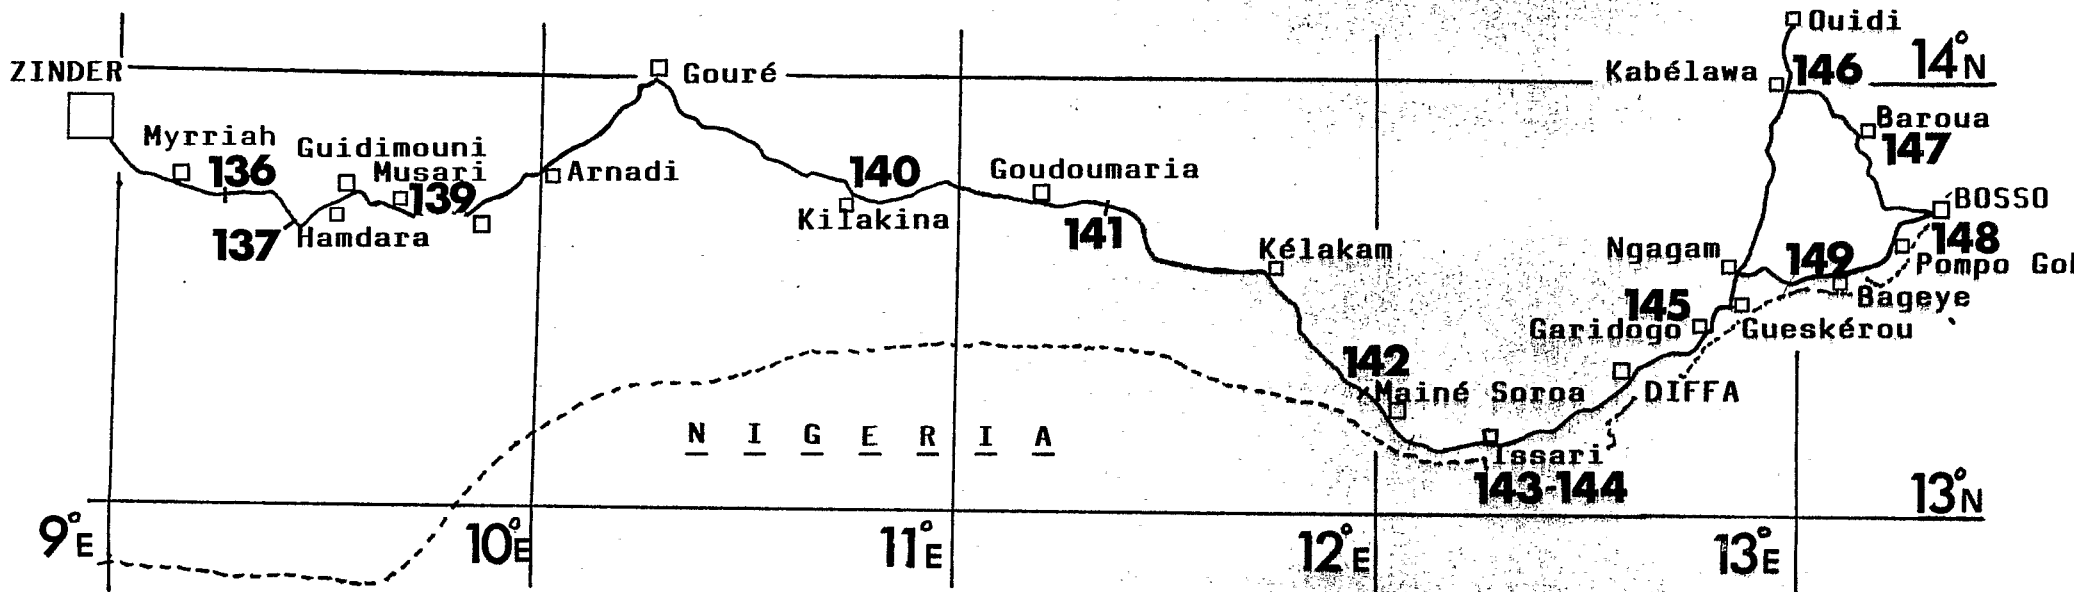 Ouidi
ZINDER
Gouré
Kabélawa
146
14°N
Myrriah
136
Guidimouni
Musari
139
Arnadi
140
Goudoumaria
Baroua
147
137
Hamdara
Kilakina
141
Kélakam
Ngagam
149
BOSSO
148
Pompo Gol
145
Bageye
Garidogo
Gueskérou
142
Mainé Soroa
DIFFA
NIGERIA
Issari
143-144
13°N
9°E
10°E
11°E
12°E
13°E